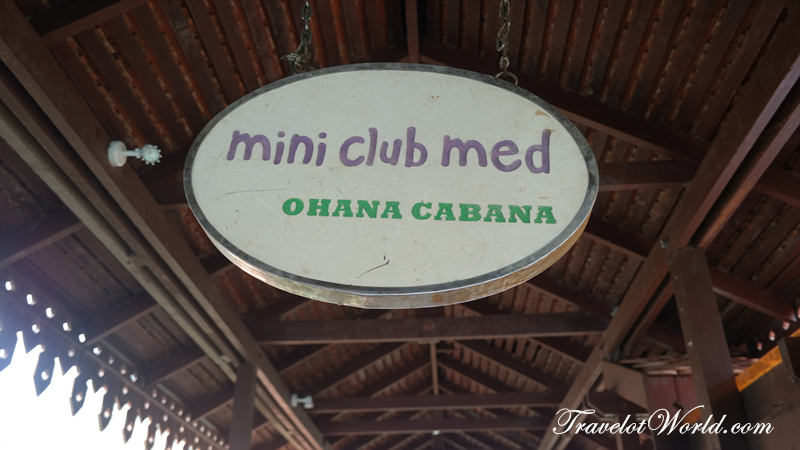 mini club med
OHANA CABANA
TravelotWorld.com